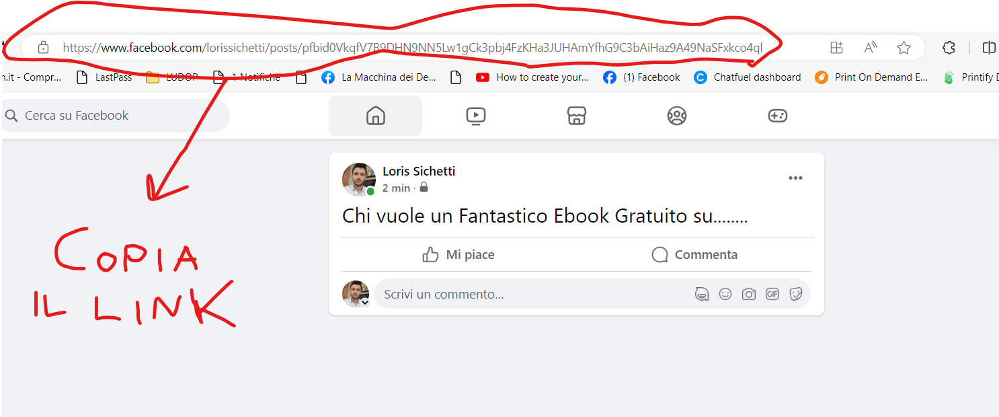 https://www.facebook.com/lorissichetti/posts/pfbid0VkqfV7B9DHN9NN5Lw1gCk3pbj4FzKHa3JUHAmYfhG9C3bAiHaz9A49NaSFxkco4ql
n.it - Compr... LastPass LUDOP 1 Notifiche La Macchina dei De... How to create your... (1) Facebook Chatfuel dashboard Print On Demand E... Printify
Cerca su Facebook
Loris Sichetti
2 min ·
Chi vuole un Fantastico Ebook Gratuito su........
Mi piace Commenta
Scrivi un commento... GIF
COPIA
IL LINK